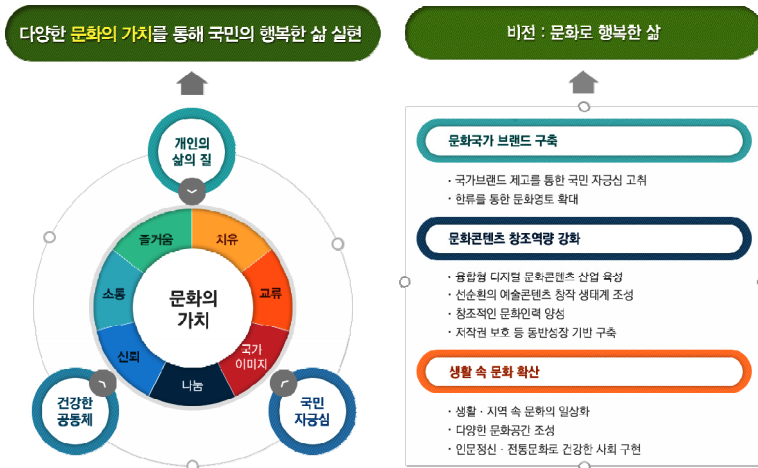 다양한 문화의 가치를 통해 국민의 행복한 삶 실현
개인의
삶의 질
즐거움
치유
소통
교류
문화의
가치
신뢰
국가
이미지
나눔
건강한
공동체
국민
자긍심
비전 : 문화로 행복한 삶
문화국가 브랜드 구축
· 국가브랜드 제고를 통한 국민 자긍심 고취
· 한류를 통한 문화영토 확대
문화콘텐츠 창조역량 강화
· 융합형 디지털 문화콘텐츠 산업 육성
· 선순환의 예술콘텐츠 창작 생태계 조성
· 창조적인 문화인력 양성
· 저작권 보호 등 동반성장 기반 구축
생활 속 문화 확산
· 생활 · 지역 속 문화의 일상화
· 다양한 문화공간 조성
· 인문정신 · 전통문화로 건강한 사회 구현